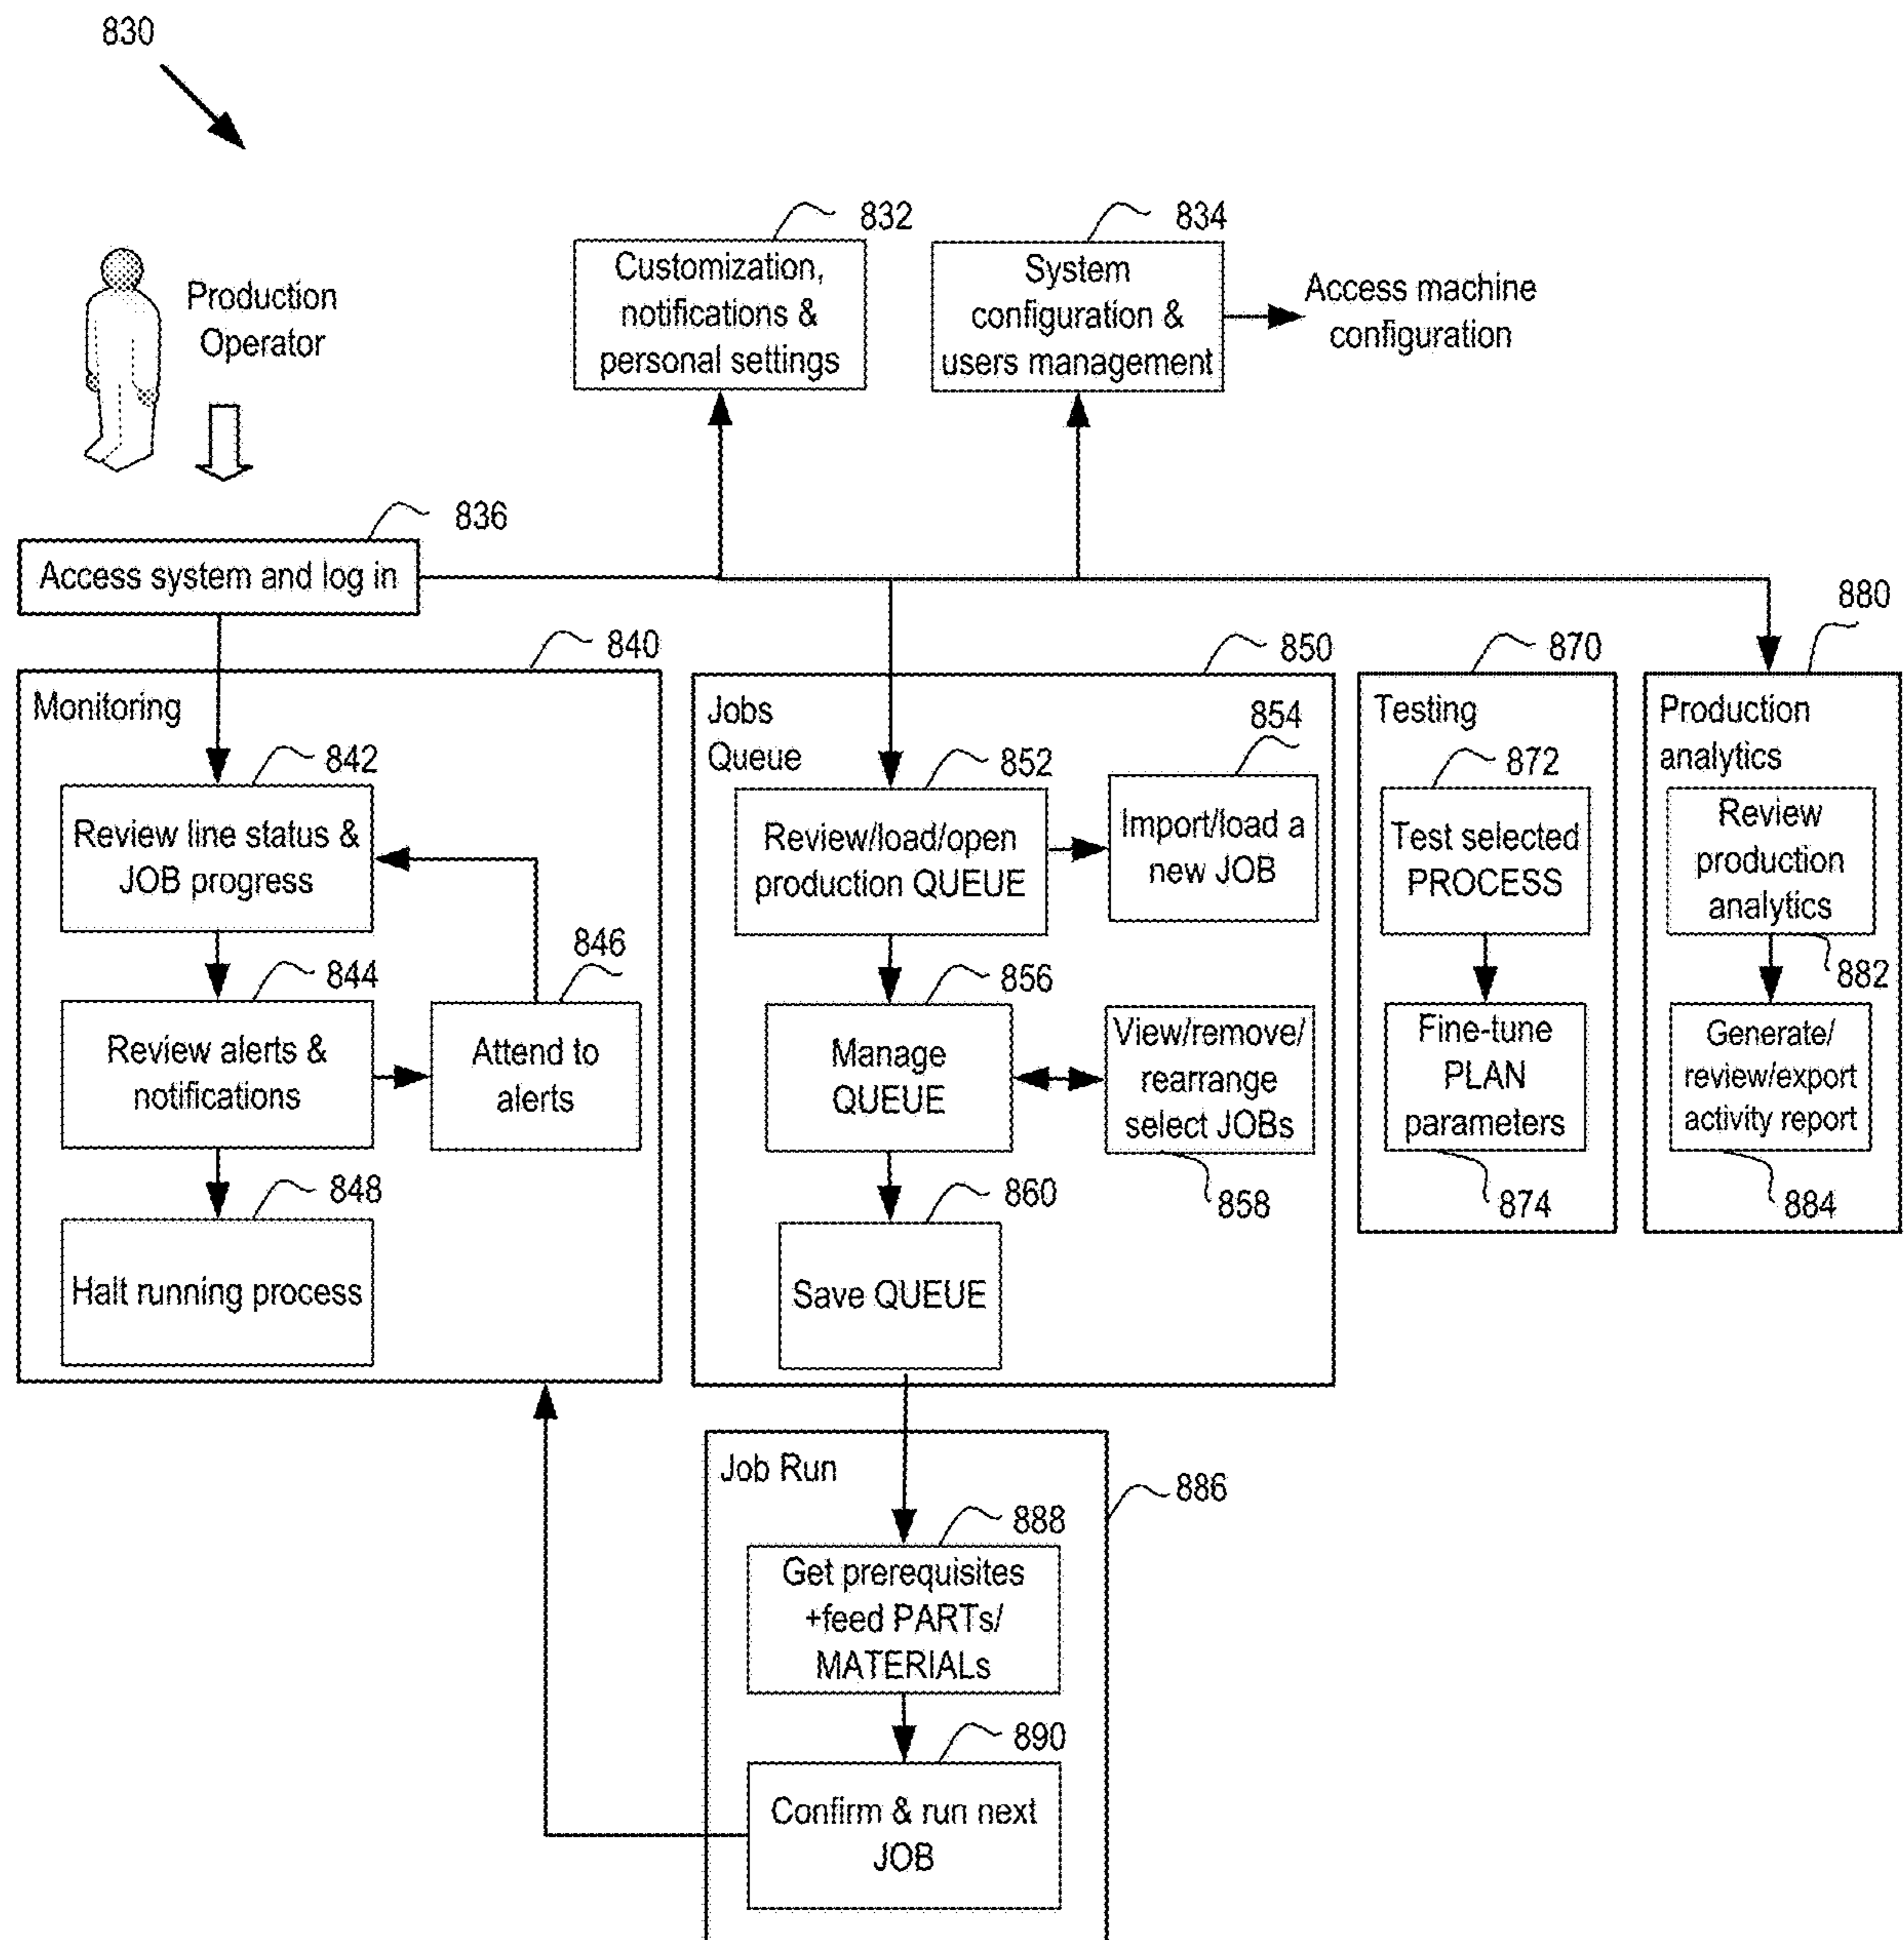 830
832
834
Customization,
notifications &
personal settings
System
configuration &
users management
Access machine
configuration
Production
Operator
836
Access system and log in
840
Monitoring
842
Review line status &
JOB progress
844
Review alerts &
notifications
846
Attend to
alerts
848
Halt running process
850
Jobs
Queue
852
Review/load/open
production QUEUE
854
Import/load a
new JOB
856
Manage
QUEUE
View/remove/
rearrange
select JOBs
858
860
Save QUEUE
870
Testing
872
Test selected
PROCESS
Fine-tune
PLAN
parameters
874
880
Production
analytics
Review
production
analytics
882
Generate/
review/export
activity report
884
Job Run
886
888
Get prerequisites
+feed PARTs/
MATERIALs
890
Confirm & run next
JOB